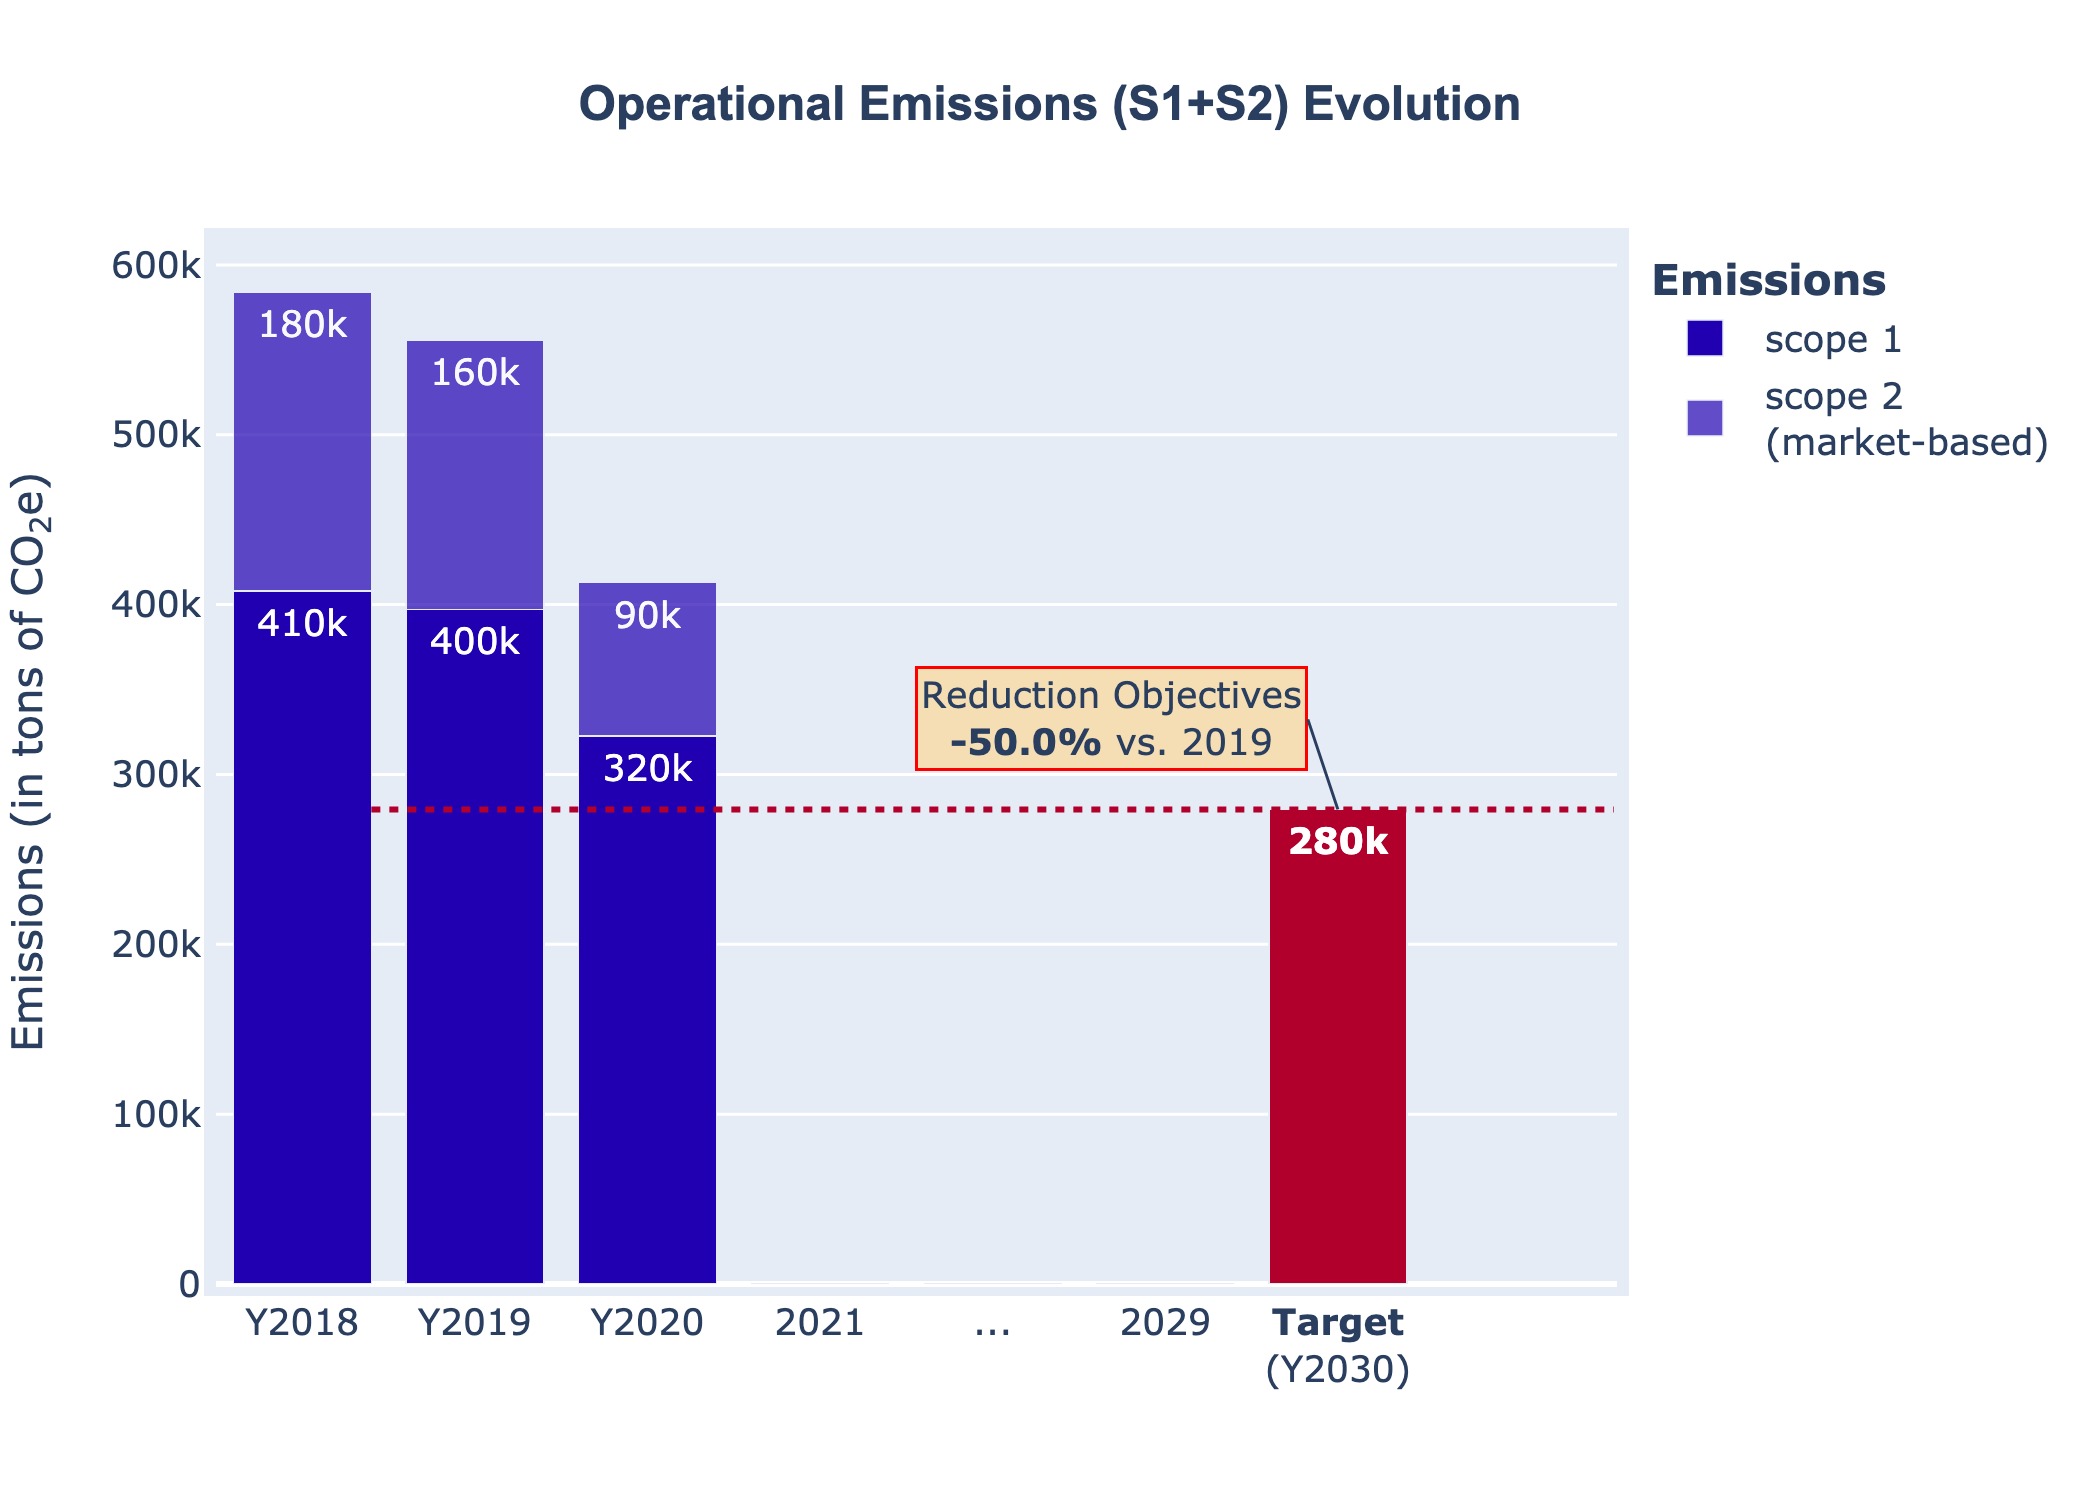 Operational Emissions (S1+S2) Evolution
Emissions (in tons of CO₂e)
600k
500k
400k
300k
200k
100k
0
180k
410k
160k
400k
90k
320k
Reduction Objectives
-50.0% vs. 2019
280k
Y2018
Y2019
Y2020
2021
...
2029
Target
(Y2030)
Emissions
scope 1
scope 2
(market-based)